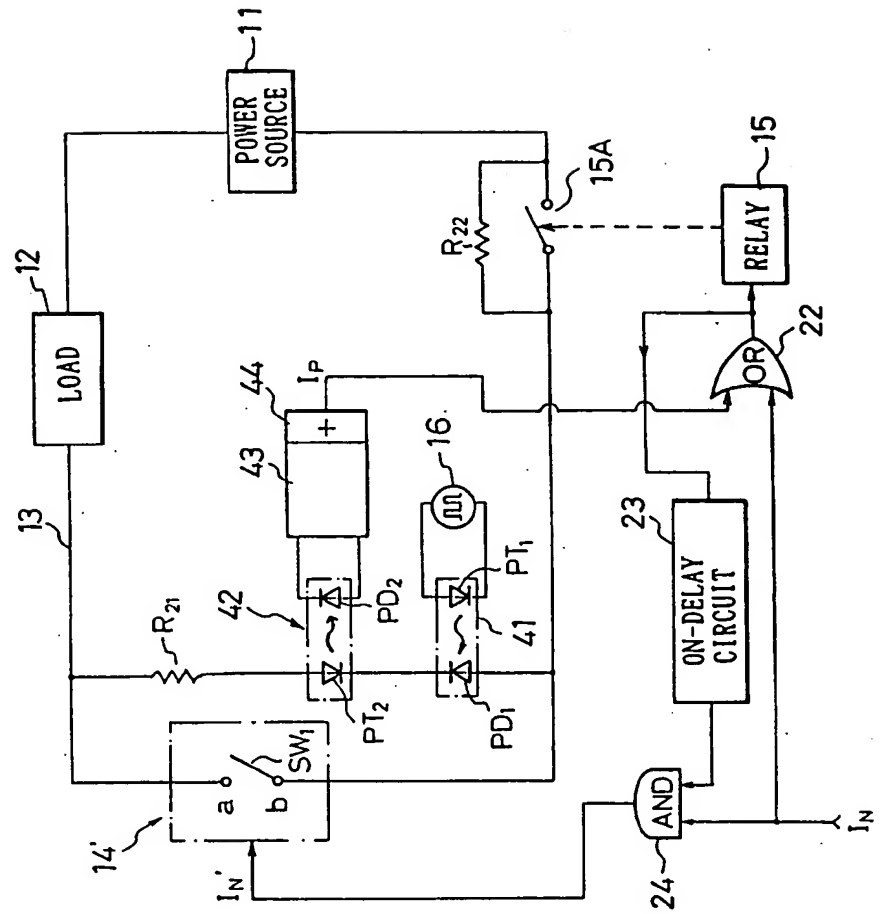 11
POWER
SOURCE
12
LOAD
13
R22
15A
15
RELAY
44
+
43
IP
16
42
PD2
PT1
R21
PT2
41
PD1
OR
22
23
ON-DELAY
CIRCUIT
SW1
a
b
14'
IN'
AND
24
IN